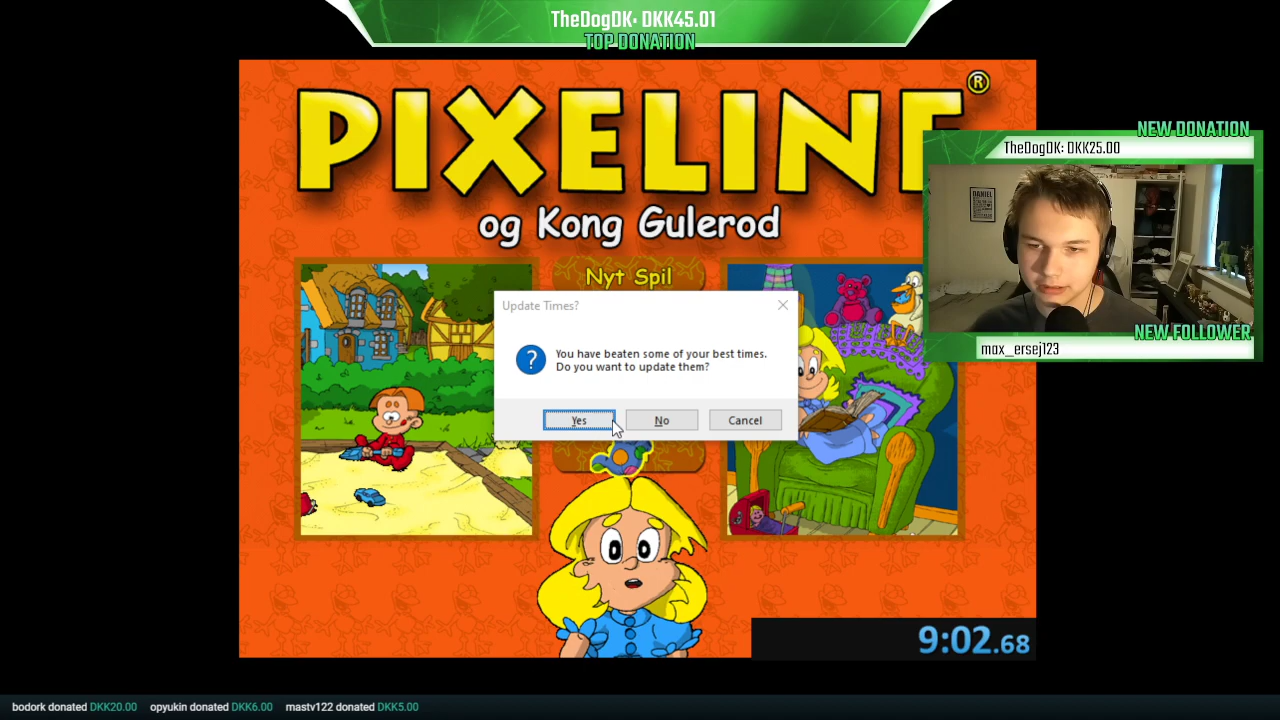 TheDogDK: DKK45.01
TOP DONATION
PIXELINE®
og Kong Gulerod
Nyt Spil
NEW DONATION
TheDogDK: DKK25.00
DANIEL
NEW FOLLOWER
max_ersej123
Update Times?
You have beaten some of your best times.
Do you want to update them?
Yes
No
Cancel
9:02.68
bodork donated DKK20.00
opyukin donated DKK6.00
mastv122 donated DKK5.00